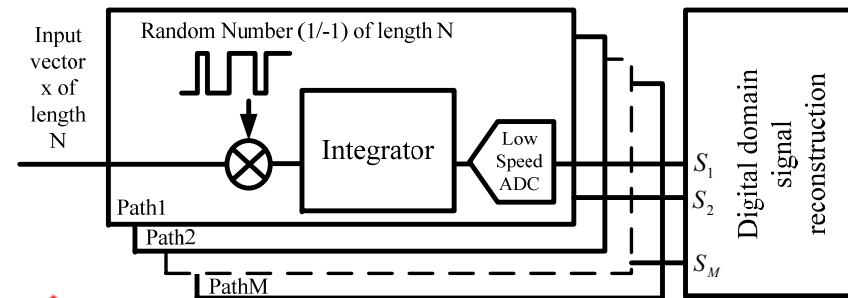 Input
vector
x of
length
N
Random Number (1/-1) of length N
Integrator
Low
Speed
ADC
Path1
Path2
PathM
S1
S2
SM
Digital domain
signal
reconstruction